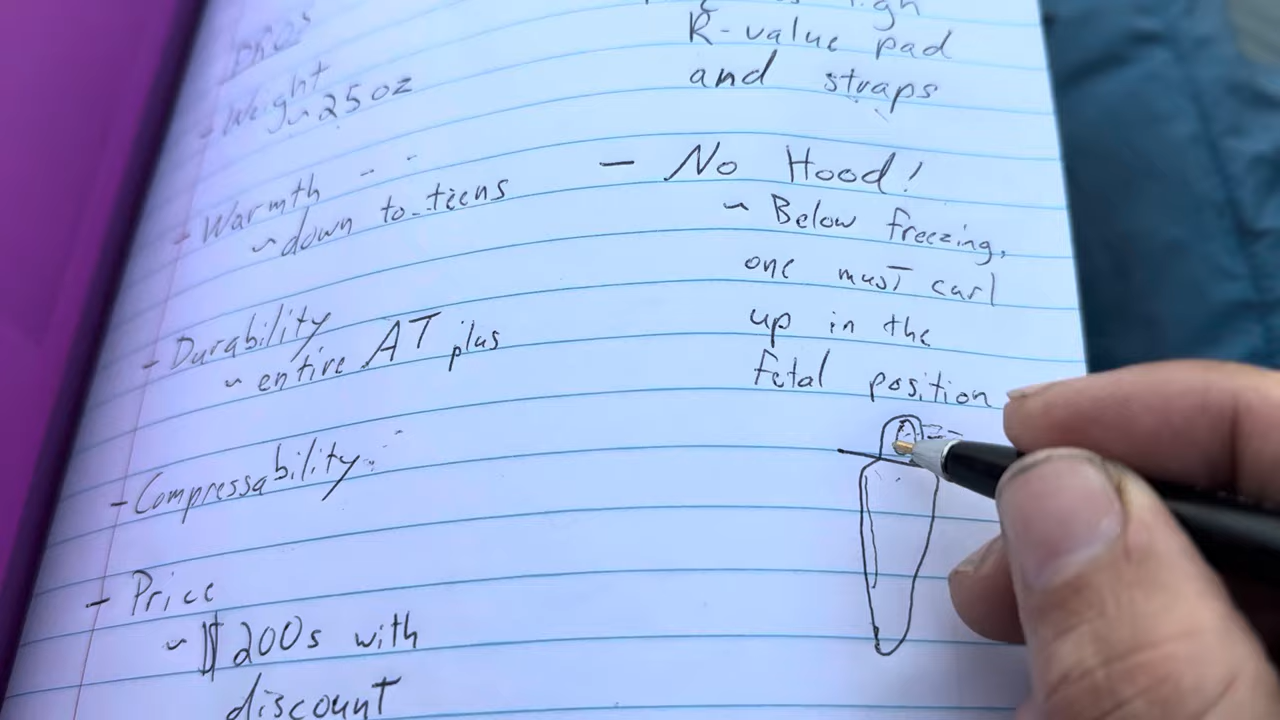 PROS
- Weight
~ 25oz
- Warmth
~ down to teens
- Durability
~ entire AT plus
- Compressability
- Price
~ $200s with
discount
R-value pad
and straps
- No Hood!
~ Below freezing,
one must curl
up in the
fetal position